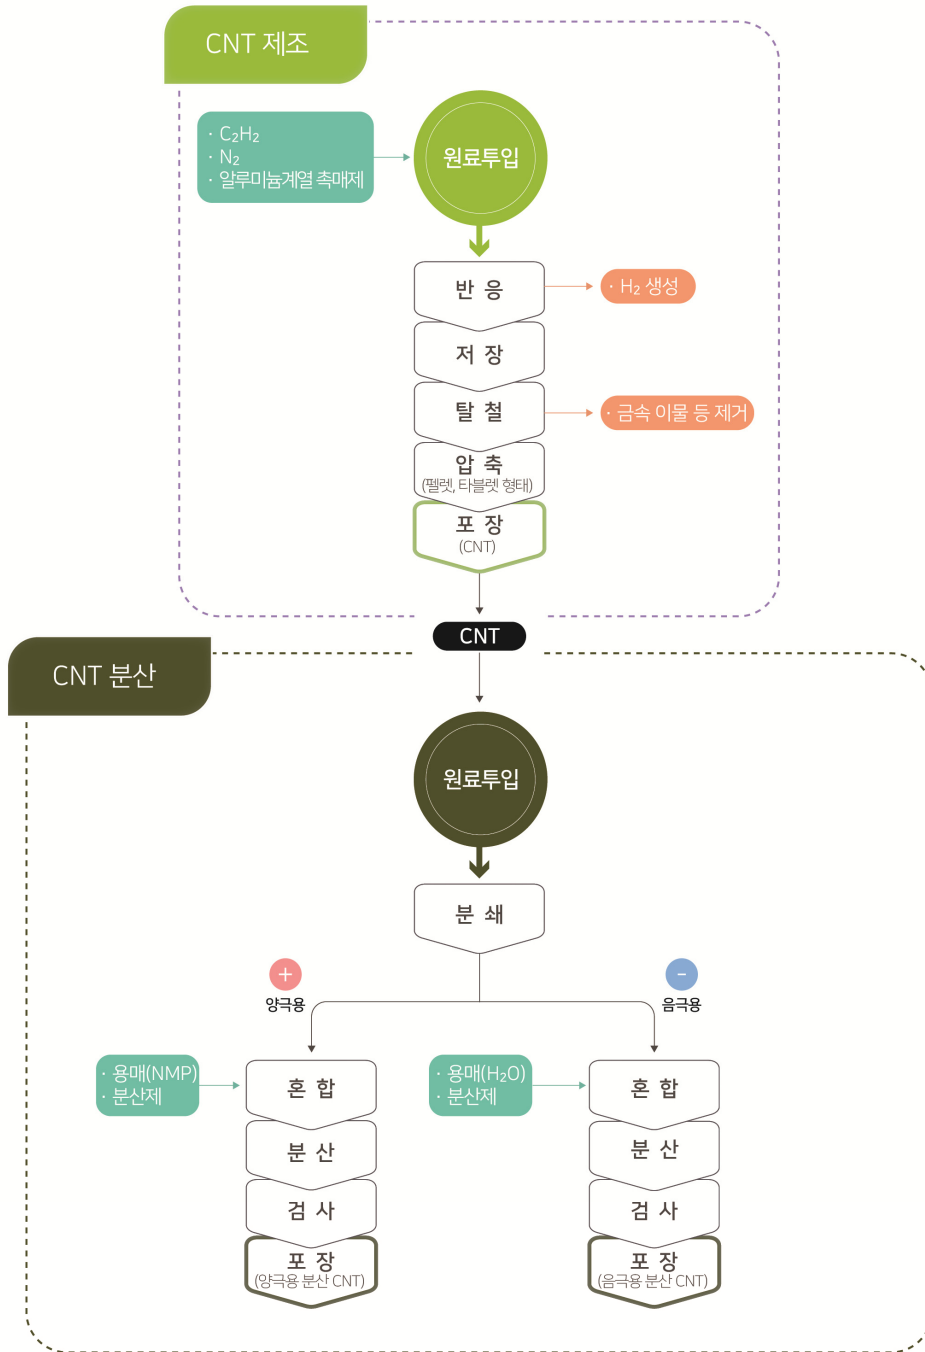 CNT 제조
· C₂H₂
· N₂
· 알루미늄계열 촉매제
원료투입
반 응
· H₂ 생성
저 장
탈 철
· 금속 이물 등 제거
압 축
(펠렛, 타블렛 형태)
포 장
(CNT)
CNT
CNT 분산
원료투입
분 쇄
+
양극용
-
음극용
· 용매(NMP)
· 분산제
혼 합
분 산
검 사
포 장
(양극용 분산 CNT)
· 용매(H₂O)
· 분산제
혼 합
분 산
검 사
포 장
(음극용 분산 CNT)